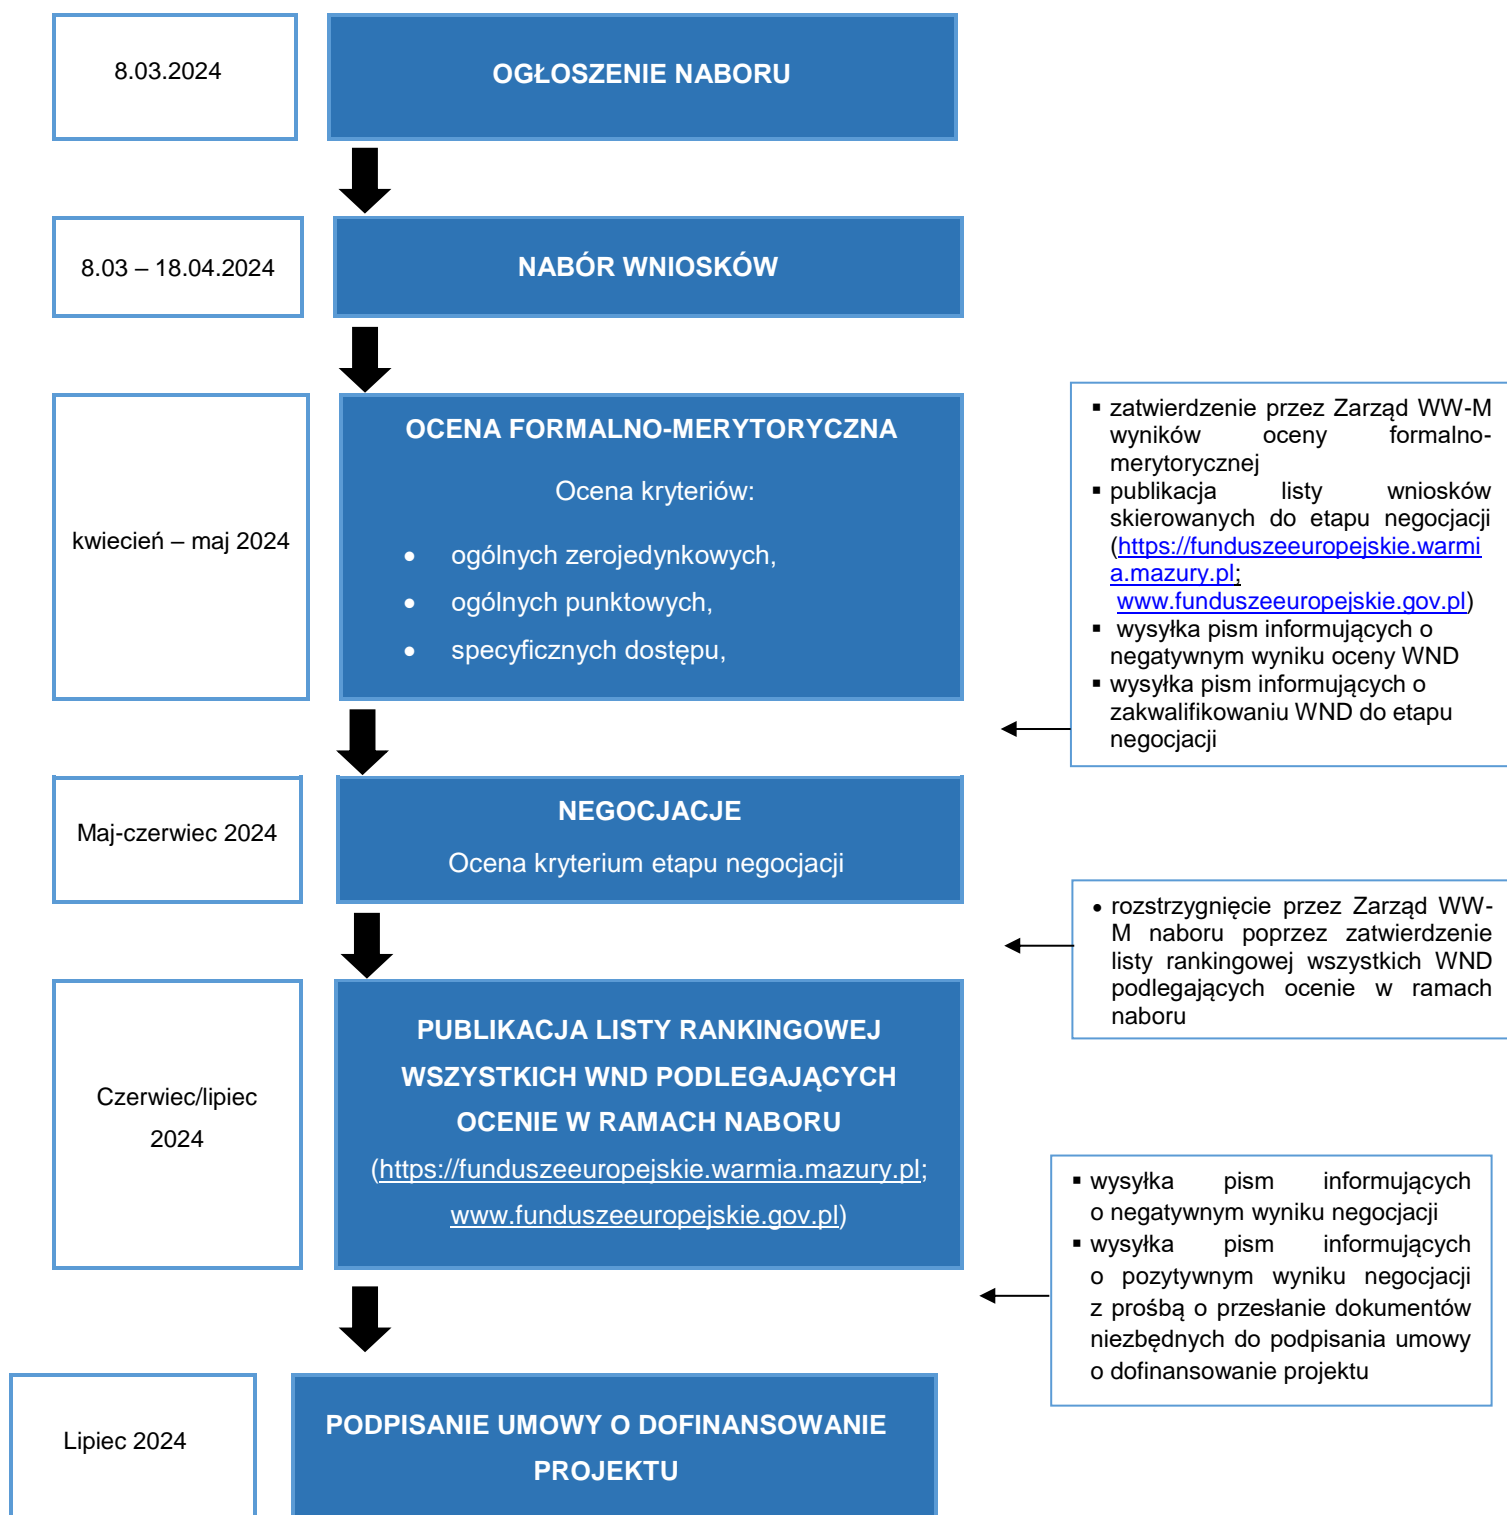 8.03.2024
OGŁOSZENIE NABORU
8.03 – 18.04.2024
NABÓR WNIOSKÓW
kwiecień – maj 2024
OCENA FORMALNO-MERYTORYCZNA
Ocena kryteriów:
• ogólnych zerojedynkowych,
• ogólnych punktowych,
• specyficznych dostępu,
▪ zatwierdzenie przez Zarząd WW-M
wyników oceny formalno-
merytorycznej
▪ publikacja listy wniosków
skierowanych do etapu negocjacji
(https://funduszeeuropejskie.warmi
a.mazury.pl;
www.funduszeeuropejskie.gov.pl)
▪ wysyłka pism informujących o
negatywnym wyniku oceny WND
▪ wysyłka pism informujących o
zakwalifikowaniu WND do etapu
negocjacji
Maj-czerwiec 2024
NEGOCJACJE
Ocena kryterium etapu negocjacji
• rozstrzygnięcie przez Zarząd WW-
M naboru poprzez zatwierdzenie
listy rankingowej wszystkich WND
podlegających ocenie w ramach
naboru
Czerwiec/lipiec
2024
PUBLIKACJA LISTY RANKINGOWEJ
WSZYSTKICH WND PODLEGAJĄCYCH
OCENIE W RAMACH NABORU
(https://funduszeeuropejskie.warmia.mazury.pl;
www.funduszeeuropejskie.gov.pl)
▪ wysyłka pism informujących
o negatywnym wyniku negocjacji
▪ wysyłka pism informujących
o pozytywnym wyniku negocjacji
z prośbą o przesłanie dokumentów
niezbędnych do podpisania umowy
o dofinansowanie projektu
Lipiec 2024
PODPISANIE UMOWY O DOFINANSOWANIE
PROJEKTU